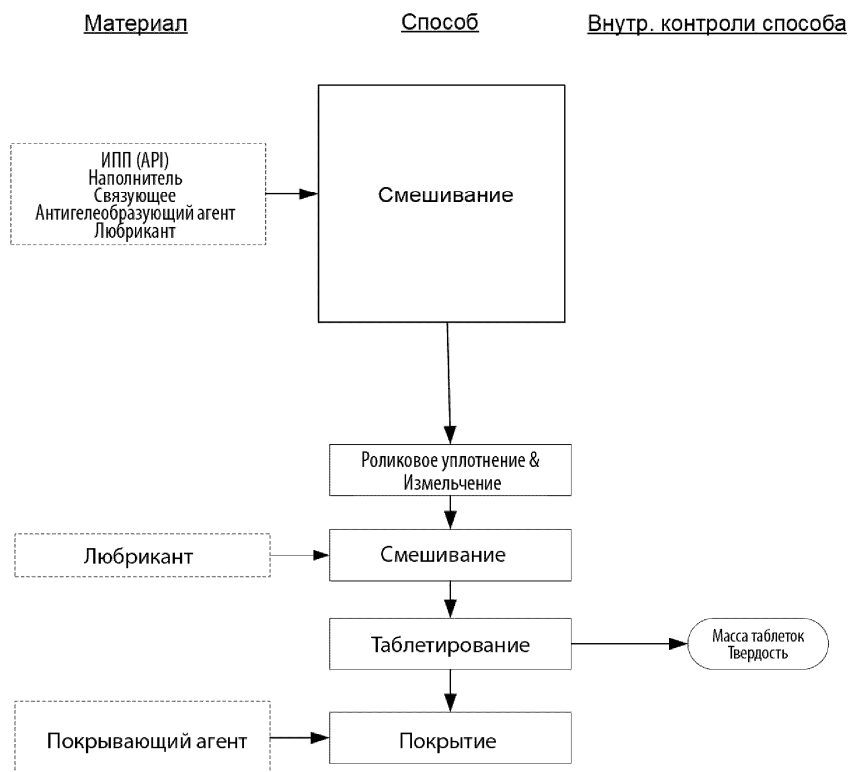 Материал
Способ
Внутр. контроли способа
ИПП (API)
Наполнитель
Связующее
Антигелеобразующий агент
Любрикант
Смешивание
Роликовое уплотнение &
Измельчение
Любрикант
Смешивание
Таблетирование
Масса таблеток
Твердость
Покрывающий агент
Покрытие